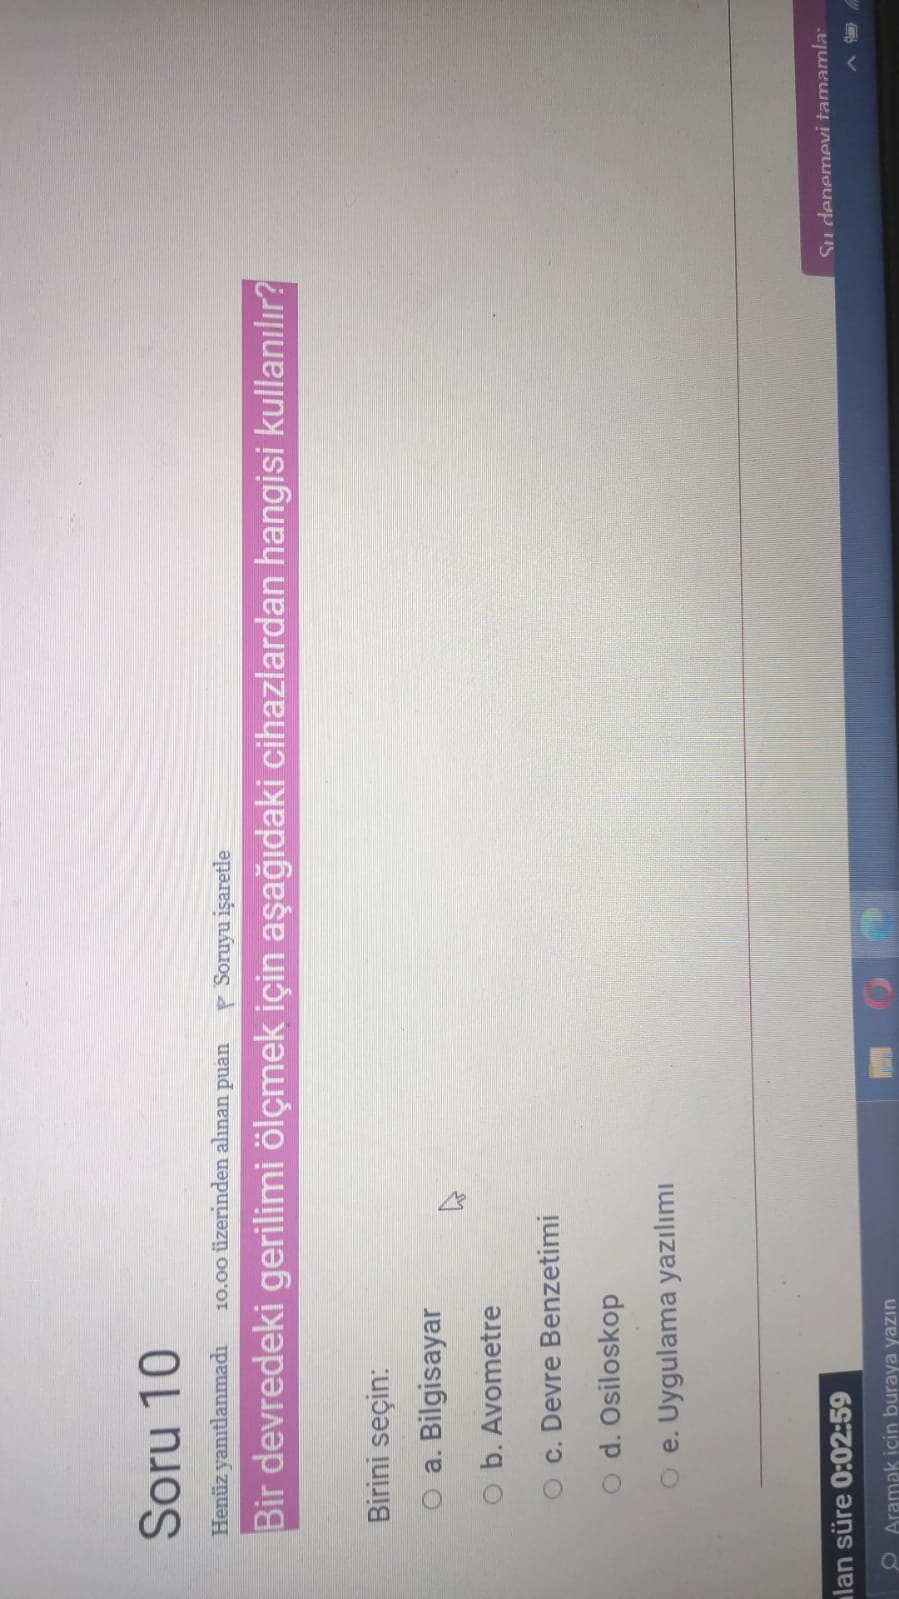 Soru 10
Henüz yanıtlanmadı 10.00 üzerinden alınan puan Soruyu işaretle
Bir devredeki gerilimi ölçmek için aşağıdaki cihazlardan hangisi kullanılır?
Birini seçin:
a. Bilgisayar
b. Avometre
c. Devre Benzetimi
d. Osiloskop
e. Uygulama yazılımı
Şu denemeyi tamamla
lan süre 0:02:59
Aramak için buraya yazın